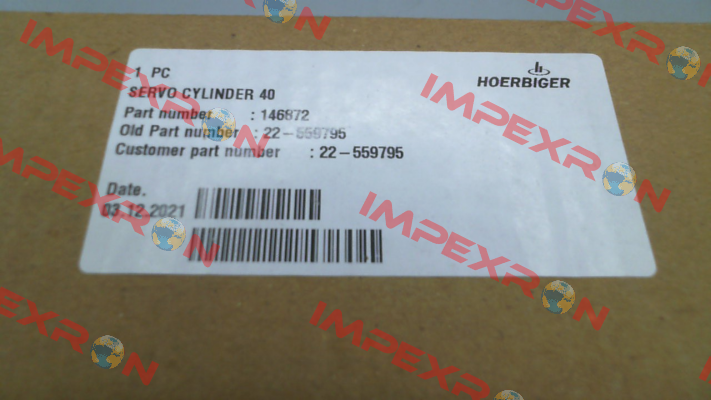 1 PC
SERVO CYLINDER 40
Part number : 146872
Old Part number : 22-559795
Customer part number : 22-559795
Date.
03.12.2021
HOERBIGER
IMPEXRON
IMPEXRON
IMPEXRON
IMPEXRON
IMPEXRON
IMPEXRON